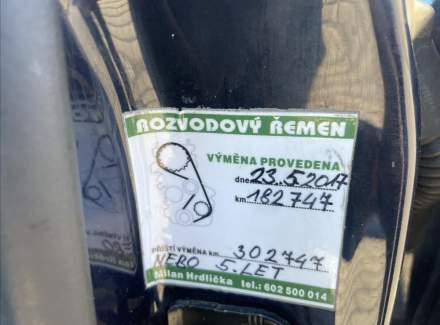 ROZVODOVÝ ŘEMEN
VÝMĚNA PROVEDENA
dne 23.5.2017
km 182747
PŘÍŠTÍ VÝMĚNA km 302747
NEBO 5. LET
Milan Hrdlička tel.: 602 500 014